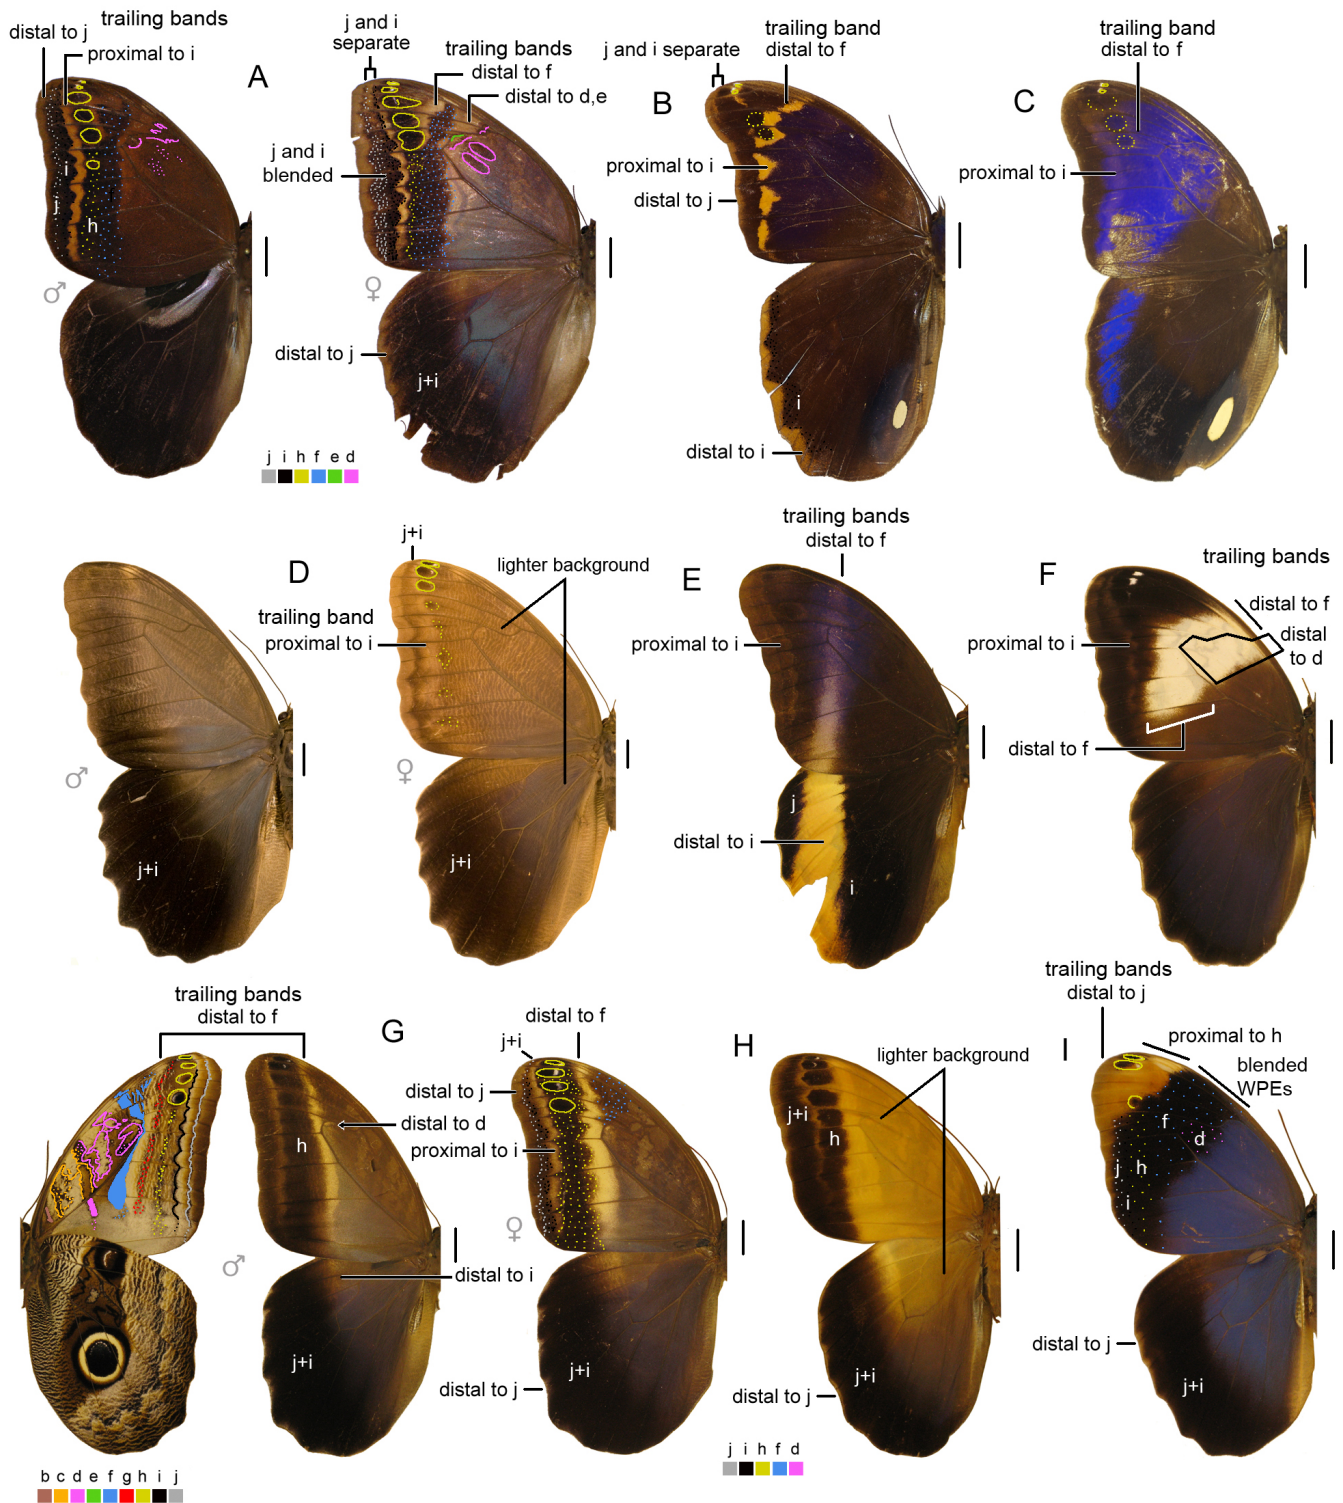 trailing bands
distal to j
proximal to i
A
j and i
separate
trailing bands
distal to f
distal to d,e
j and i
blended
i
j
h
♂
♀
distal to j
j+i
j i h f e d
j and i separate
trailing band
distal to f
B
proximal to i
distal to j
i
distal to i
trailing band
distal to f
C
proximal to i
D
j+i
lighter background
trailing band
proximal to i
♂
♀
j+i
j+i
trailing bands
distal to f
E
proximal to i
j
distal to i
i
F
trailing bands
distal to f
distal
to d
proximal to i
distal to f
trailing bands
distal to f
G
distal to f
j+i
distal to j
distal to d
proximal to i
h
♂
♀
distal to i
j+i
distal to j
j+i
b c d e f g h i j
H
lighter background
j+i
h
j+i
distal to j
j i h f d
trailing bands
distal to j
I
proximal to h
blended
WPEs
f
d
j
h
i
distal to j
j+i